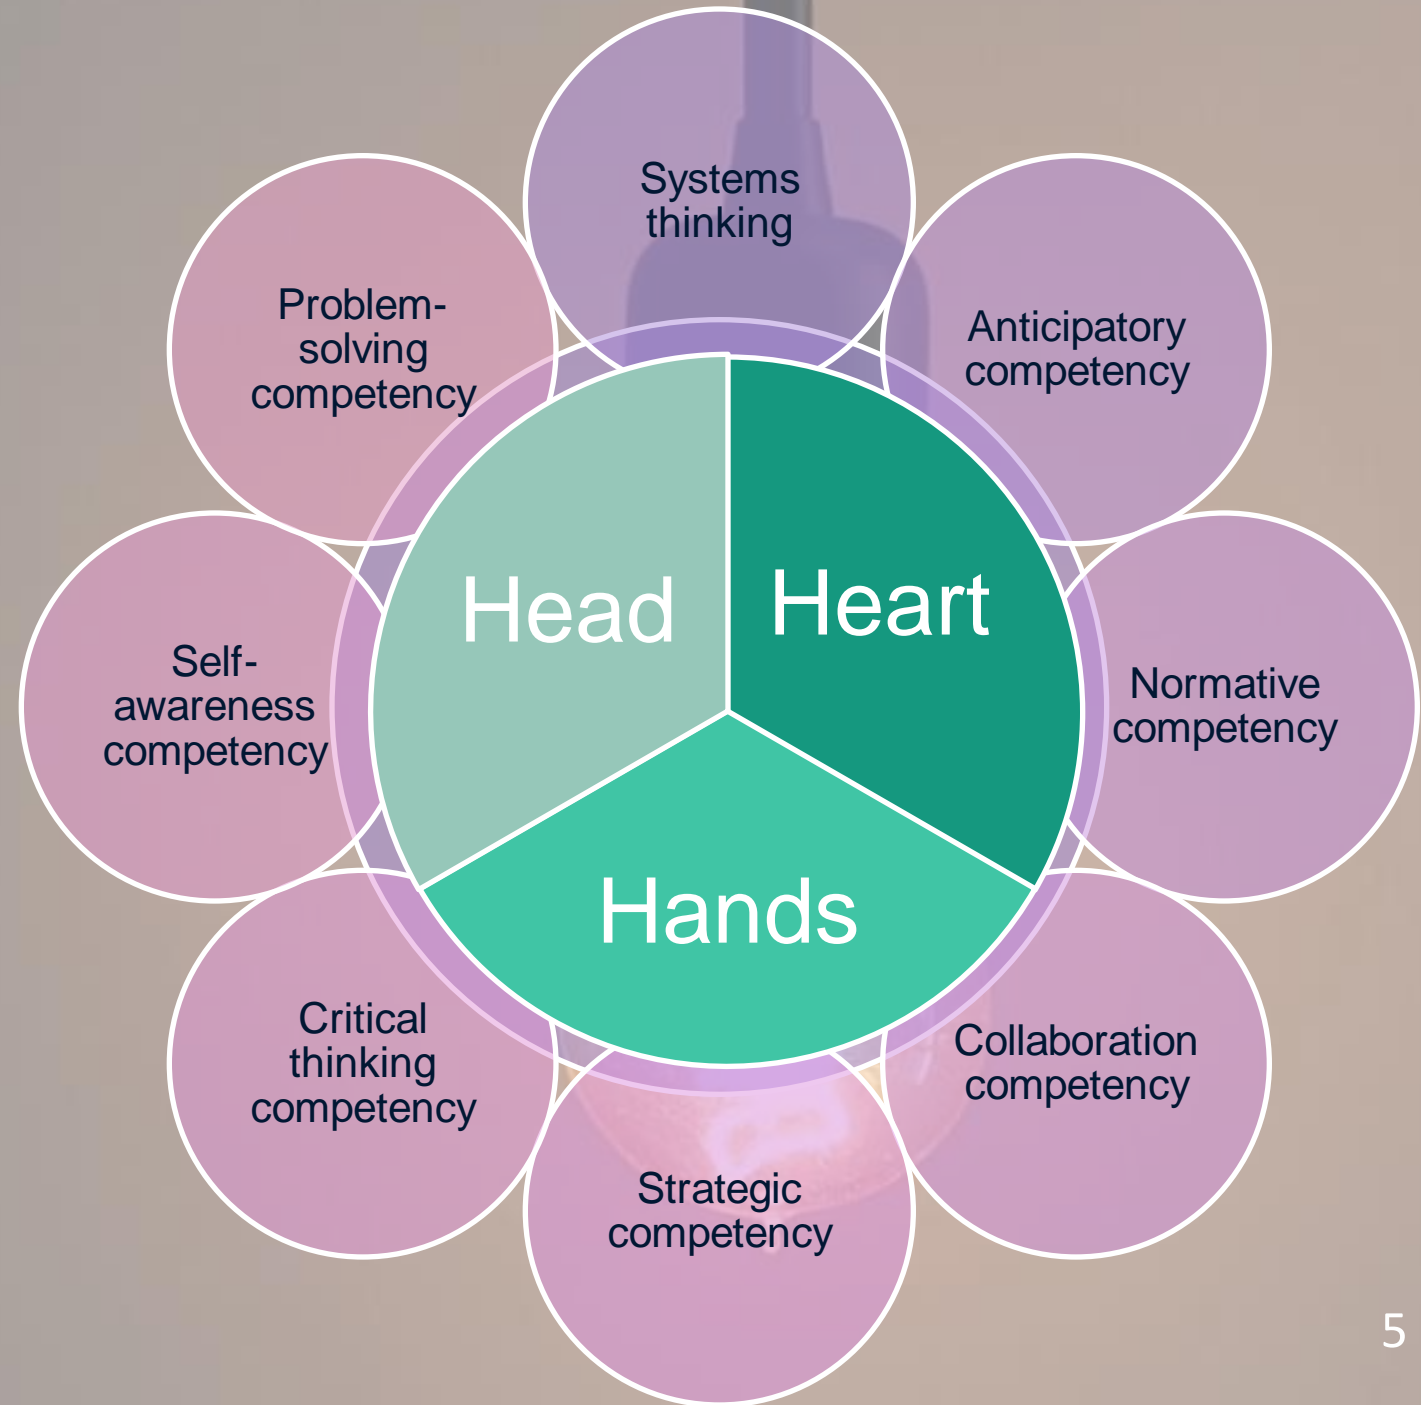 Systems
thinking
Anticipatory
competency
Normative
competency
Collaboration
competency
Strategic
competency
Critical
thinking
competency
Self-
awareness
competency
Problem-
solving
competency
Head
Heart
Hands
5